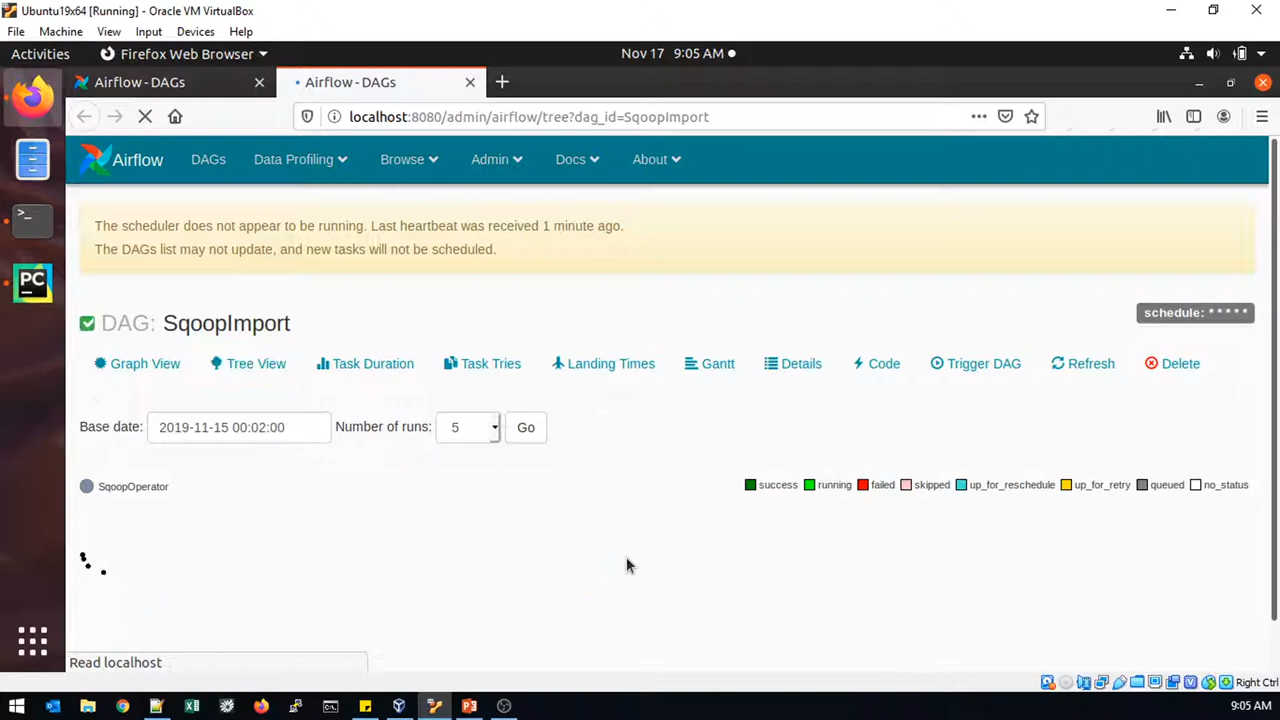 Ubuntu19x64 [Running] - Oracle VM VirtualBox
File Machine View Input Devices Help
Activities Firefox Web Browser Nov 17 9:05 AM
Airflow - DAGs Airflow - DAGs
localhost:8080/admin/airflow/tree?dag_id=SqoopImport
Airflow DAGs Data Profiling Browse Admin Docs About
The scheduler does not appear to be running. Last heartbeat was received 1 minute ago.
The DAGs list may not update, and new tasks will not be scheduled.
DAG: SqoopImport schedule: * * * * *
Graph View Tree View Task Duration Task Tries Landing Times Gantt Details Code Trigger DAG Refresh Delete
Base date: 2019-11-15 00:02:00 Number of runs: 5 Go
SqoopOperator success running failed skipped up_for_reschedule up_for_retry queued no_status
PC
Read localhost
Right Ctrl
9:05 AM